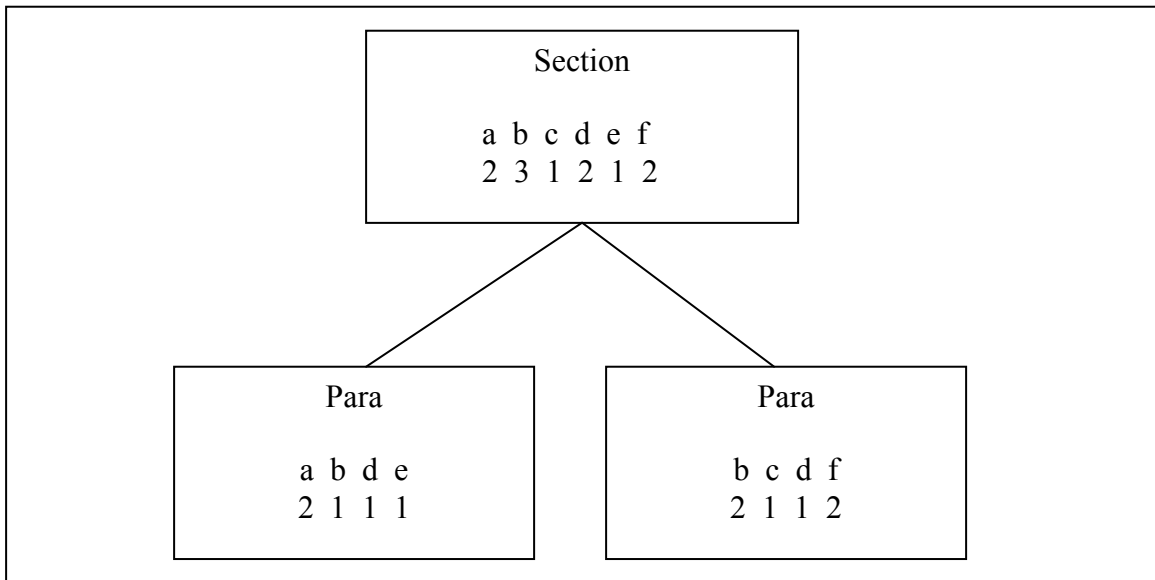 Section
a b c d e f
2 3 1 2 1 2
Para
a b d e
2 1 1 1
Para
b c d f
2 1 1 2